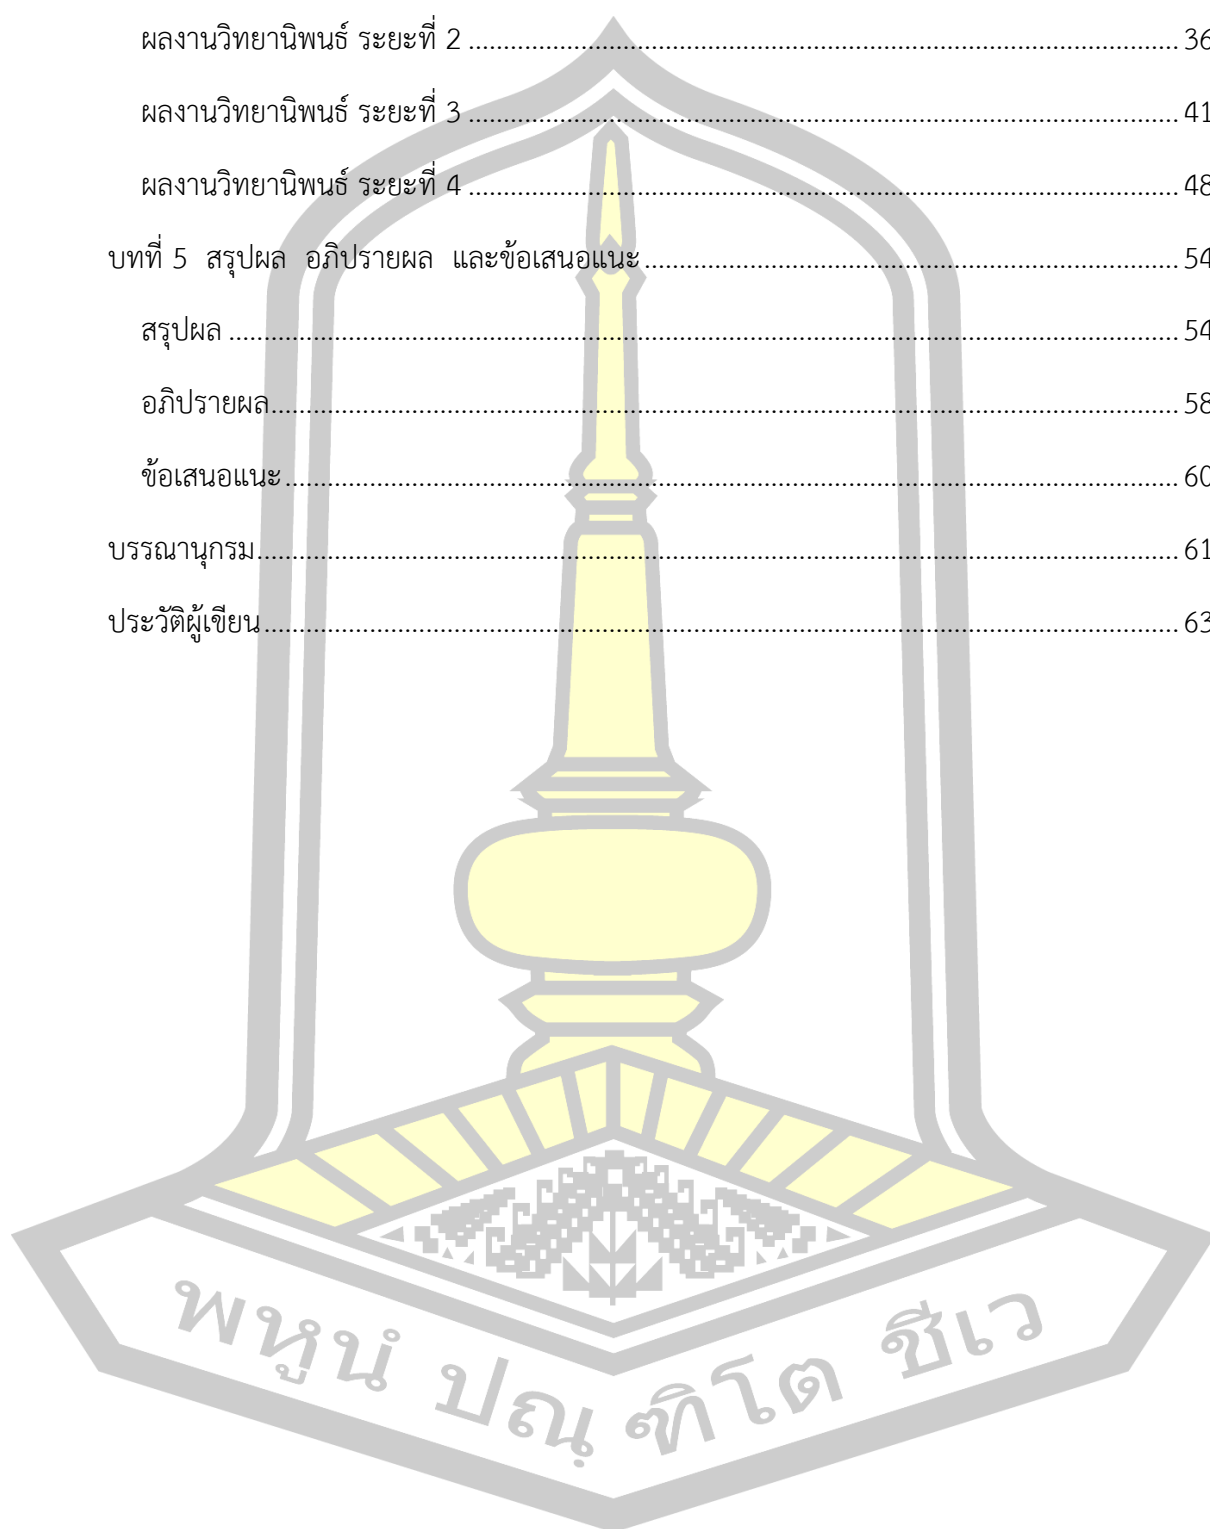 ผลงานวิทยานิพนธ์ ระยะที่ 2 ........................................ 36
ผลงานวิทยานิพนธ์ ระยะที่ 3 ........................................ 41
ผลงานวิทยานิพนธ์ ระยะที่ 4 ........................................ 48
บทที่ 5 สรุปผล อภิปรายผล และข้อเสนอแนะ ........................................ 54
สรุปผล ........................................ 54
อภิปรายผล ........................................ 58
ข้อเสนอแนะ ........................................ 60
บรรณานุกรม ........................................ 61
ประวัติผู้เขียน ........................................ 63
พหูนํ ปณฺฑิโต ชีเว